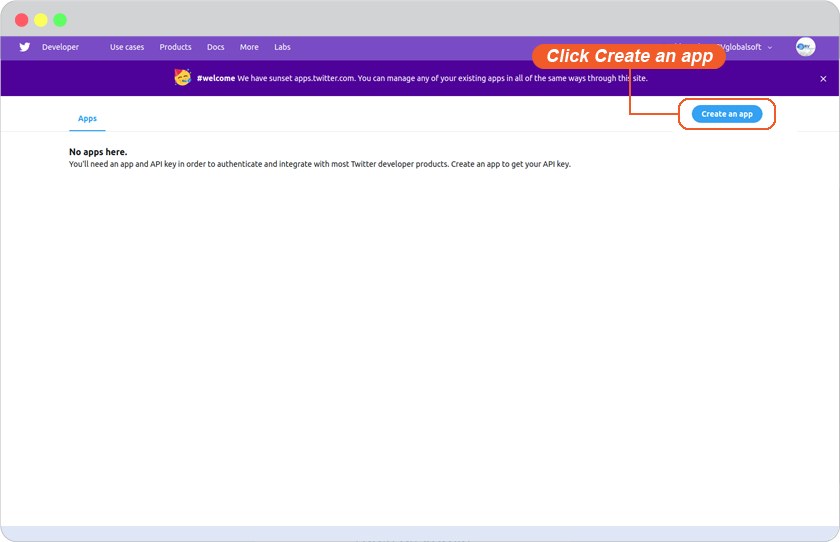 Developer Use cases Products Docs More Labs /globalsoft
Click Create an app
#welcome We have sunset apps.twitter.com. You can manage any of your existing apps in all of the same ways through this site.
Apps
Create an app
No apps here.
You'll need an app and API key in order to authenticate and integrate with most Twitter developer products. Create an app to get your API key.